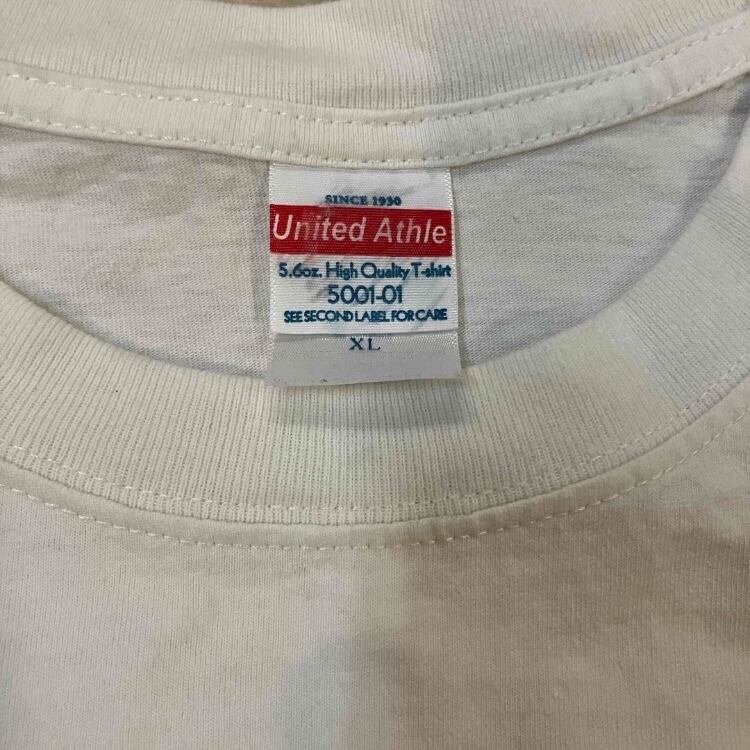 SINCE 1930
United Athle
5.6oz. High Quality T-shirt
5001-01
SEE SECOND LABEL FOR CARE
XL